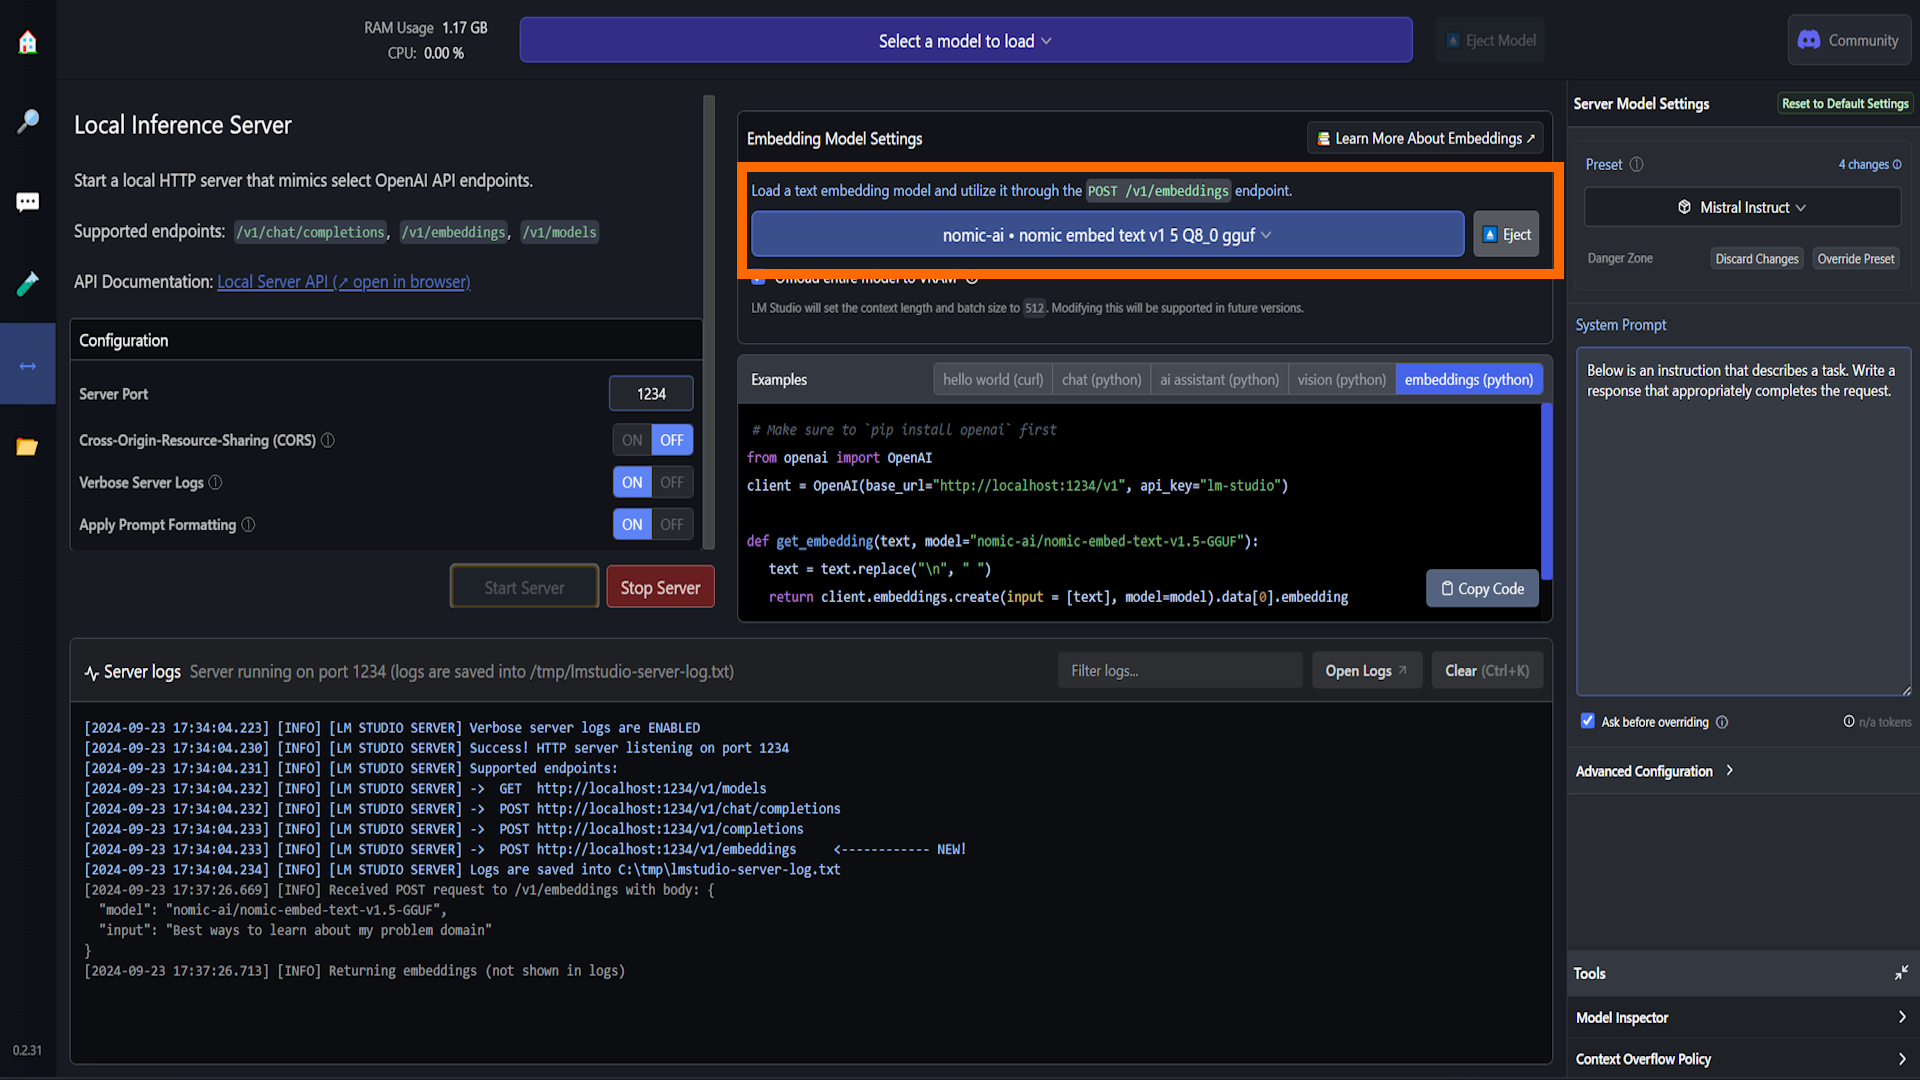 RAM Usage 1.17 GB
CPU: 0.00 %
Select a model to load
Eject Model
Community
Local Inference Server
Start a local HTTP server that mimics select OpenAI API endpoints.
Supported endpoints: /v1/chat/completions, /v1/embeddings, /v1/models
API Documentation: Local Server API (↗ open in browser)
Configuration
Server Port 1234
Cross-Origin-Resource-Sharing (CORS) ON OFF
Verbose Server Logs ON OFF
Apply Prompt Formatting ON OFF
Start Server Stop Server
Embedding Model Settings
Learn More About Embeddings ↗
Load a text embedding model and utilize it through the POST /v1/embeddings endpoint.
nomic-ai • nomic embed text v1 5 Q8_0 gguf
Eject
Offload entire model to VRAM
LM Studio will set the context length and batch size to 512. Modifying this will be supported in future versions.
Examples
hello world (curl) chat (python) ai assistant (python) vision (python) embeddings (python)
# Make sure to `pip install openai` first
from openai import OpenAI
client = OpenAI(base_url="http://localhost:1234/v1", api_key="lm-studio")
def get_embedding(text, model="nomic-ai/nomic-embed-text-v1.5-GGUF"):
text = text.replace("\n", " ")
return client.embeddings.create(input = [text], model=model).data[0].embedding
Copy Code
Server logs Server running on port 1234 (logs are saved into /tmp/lmstudio-server-log.txt)
Filter logs...
Open Logs ↗
Clear (Ctrl+K)
[2024-09-23 17:34:04.223] [INFO] [LM STUDIO SERVER] Verbose server logs are ENABLED
[2024-09-23 17:34:04.230] [INFO] [LM STUDIO SERVER] Success! HTTP server listening on port 1234
[2024-09-23 17:34:04.231] [INFO] [LM STUDIO SERVER] Supported endpoints:
[2024-09-23 17:34:04.232] [INFO] [LM STUDIO SERVER] -> GET http://localhost:1234/v1/models
[2024-09-23 17:34:04.232] [INFO] [LM STUDIO SERVER] -> POST http://localhost:1234/v1/chat/completions
[2024-09-23 17:34:04.233] [INFO] [LM STUDIO SERVER] -> POST http://localhost:1234/v1/completions
[2024-09-23 17:34:04.233] [INFO] [LM STUDIO SERVER] -> POST http://localhost:1234/v1/embeddings <------------ NEW!
[2024-09-23 17:34:04.234] [INFO] [LM STUDIO SERVER] Logs are saved into C:\tmp\lmstudio-server-log.txt
[2024-09-23 17:37:26.669] [INFO] Received POST request to /v1/embeddings with body: {
"model": "nomic-ai/nomic-embed-text-v1.5-GGUF",
"input": "Best ways to learn about my problem domain"
}
[2024-09-23 17:37:26.713] [INFO] Returning embeddings (not shown in logs)
0.2.31
Server Model Settings
Reset to Default Settings
Preset
4 changes
Mistral Instruct
Danger Zone
Discard Changes
Override Preset
System Prompt
Below is an instruction that describes a task. Write a
response that appropriately completes the request.
Ask before overriding
n/a tokens
Advanced Configuration
Tools
Model Inspector
Context Overflow Policy